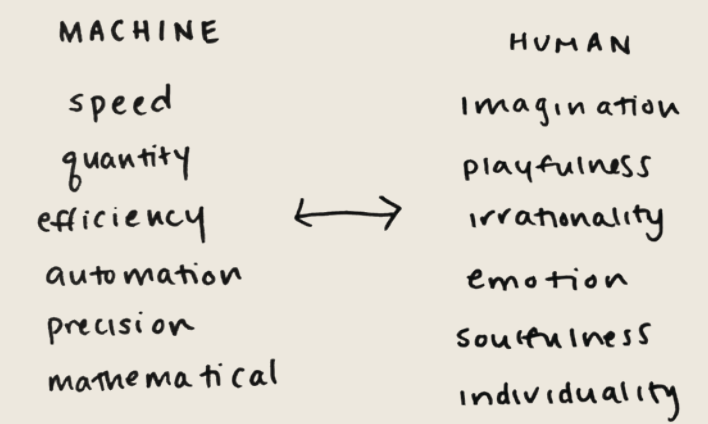 MACHINE
speed
quantity
efficiency
automation
precision
mathematical
HUMAN
imagination
playfulness
irrationality
emotion
soulfulness
individuality